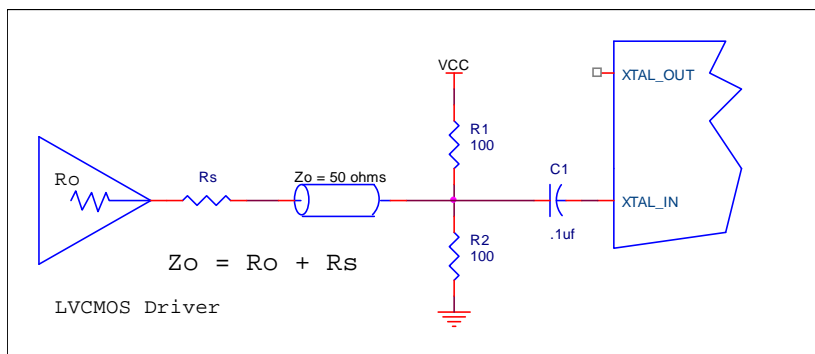 VCC
XTAL_OUT
R1
100
C1
Ro
Rs
Zo = 50 ohms
XTAL_IN
.1uf
R2
100
Zo = Ro + Rs
LVCMOS Driver